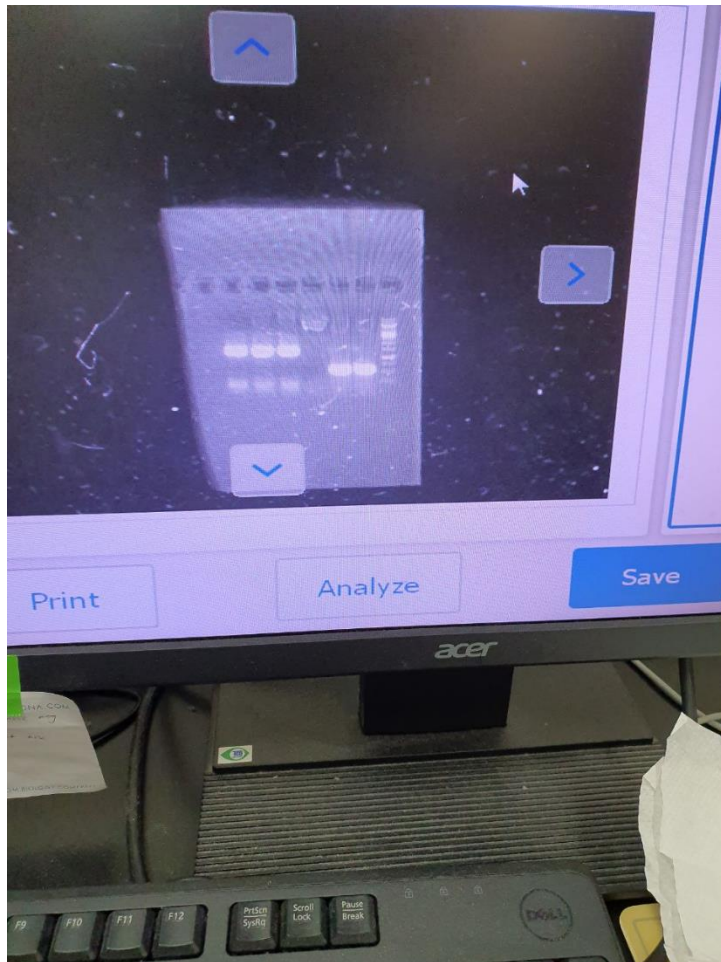 Print
Analyze
Save
acer
F9
F10
F11
F12
PrtScn
SysRq
Scroll
Lock
Pause
Break
DELL